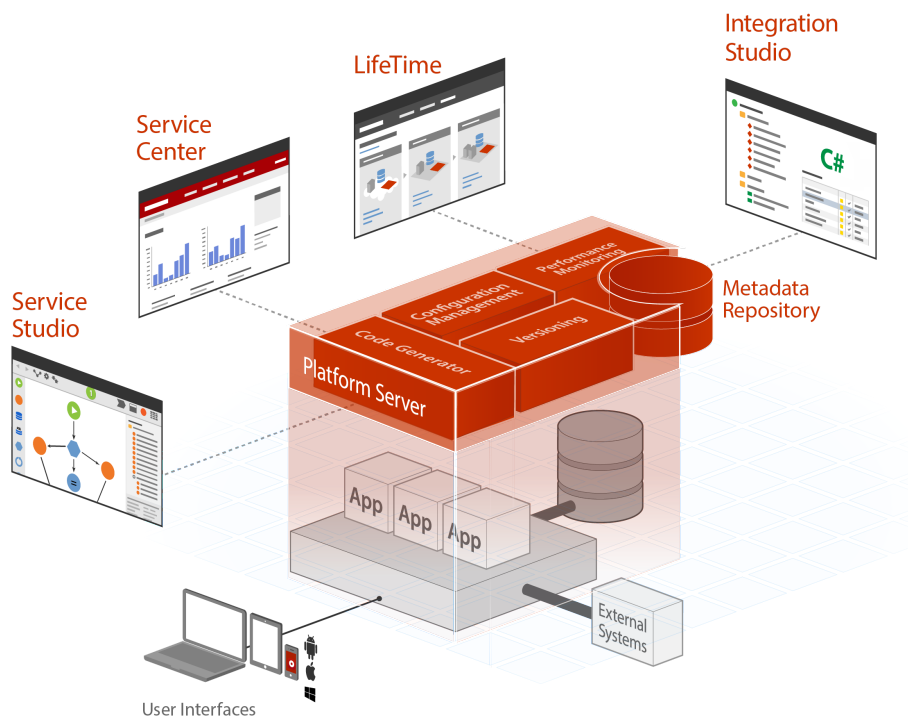 Integration
Studio
LifeTime
Service
Center
C#
Service
Studio
Performance
Monitoring
Configuration
Management
Metadata
Repository
Code Generator
Versioning
Platform Server
1
App
App
App
External
Systems
User Interfaces